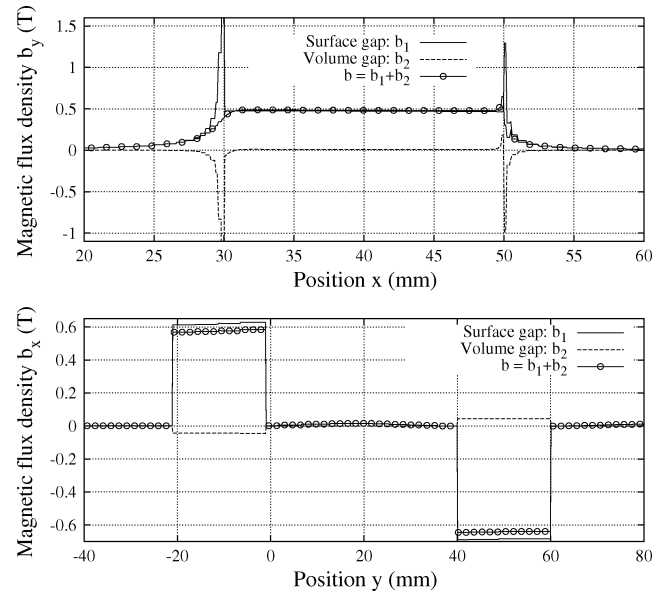 Magnetic flux density b_y (T)
1.5
1
0.5
0
-0.5
-1
Surface gap: b_1
Volume gap: b_2
b = b_1+b_2
20 25 30 35 40 45 50 55 60
Position x (mm)
Magnetic flux density b_x (T)
0.6
0.4
0.2
0
-0.2
-0.4
-0.6
Surface gap: b_1
Volume gap: b_2
b = b_1+b_2
-40 -20 0 20 40 60 80
Position y (mm)